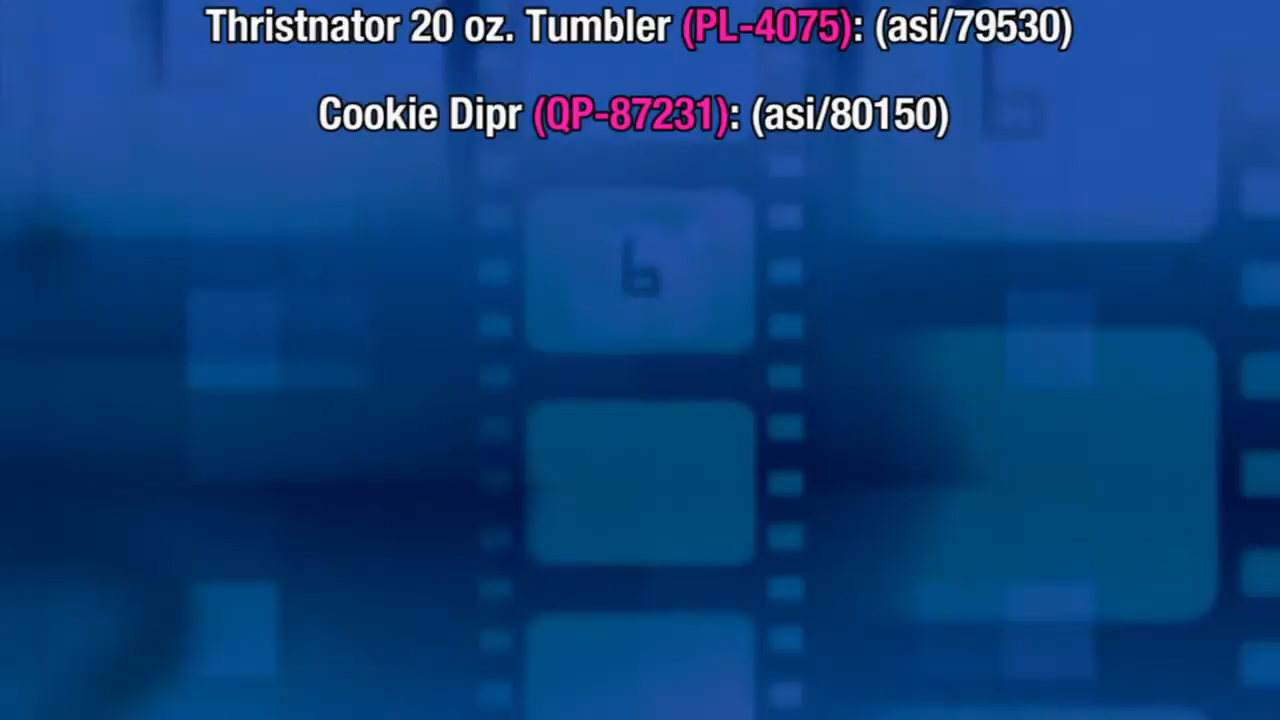 Thristnator 20 oz. Tumbler (PL-4075): (asi/79530)
Cookie Dipr (QP-87231): (asi/80150)